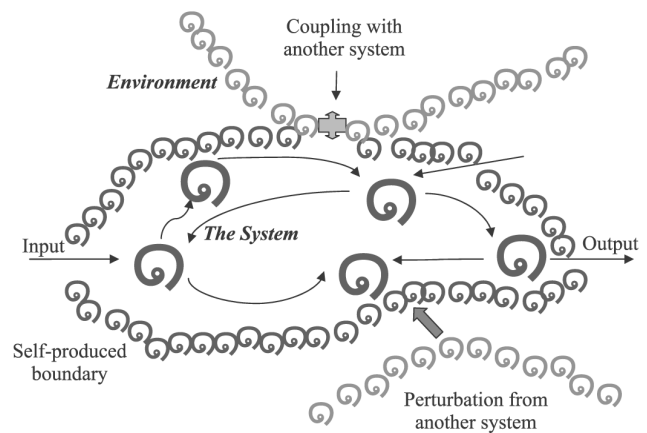 Coupling with
another system
Environment
The System
Input
Output
Self-produced
boundary
Perturbation from
another system